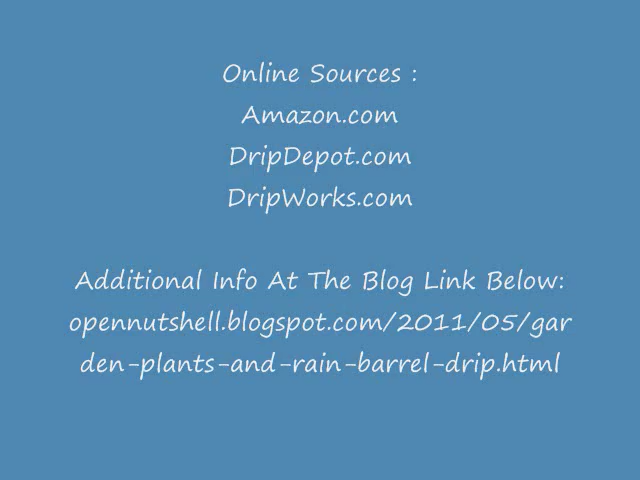 Online Sources :
Amazon.com
DripDepot.com
DripWorks.com
Additional Info At The Blog Link Below:
opennutshell.blogspot.com/2011/05/gar
den-plants-and-rain-barrel-drip.html